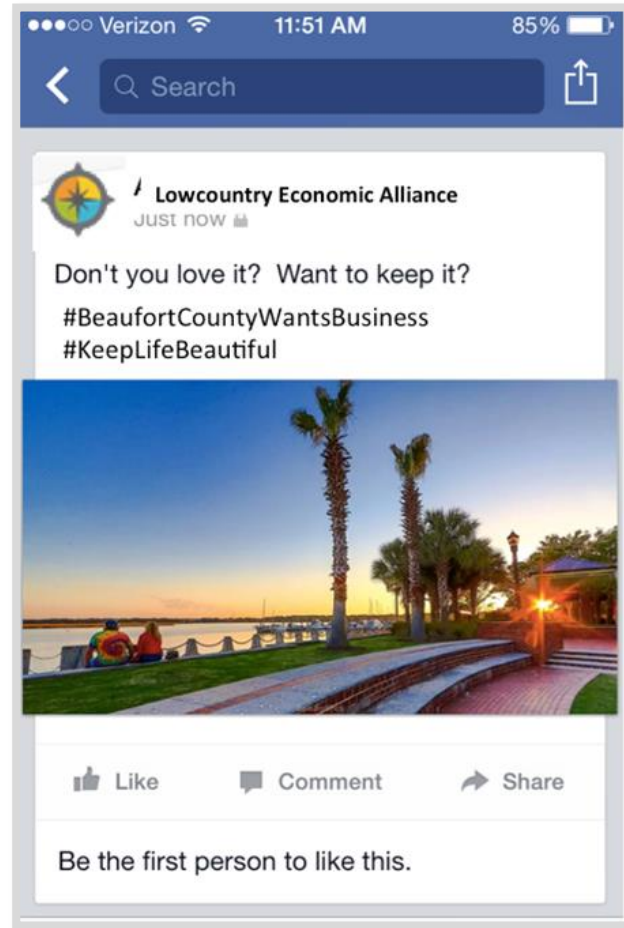 Verizon 11:51 AM 85%
Search
Lowcountry Economic Alliance
Just now
Don't you love it? Want to keep it?
#BeaufortCountyWantsBusiness
#KeepLifeBeautiful
Like Comment Share
Be the first person to like this.